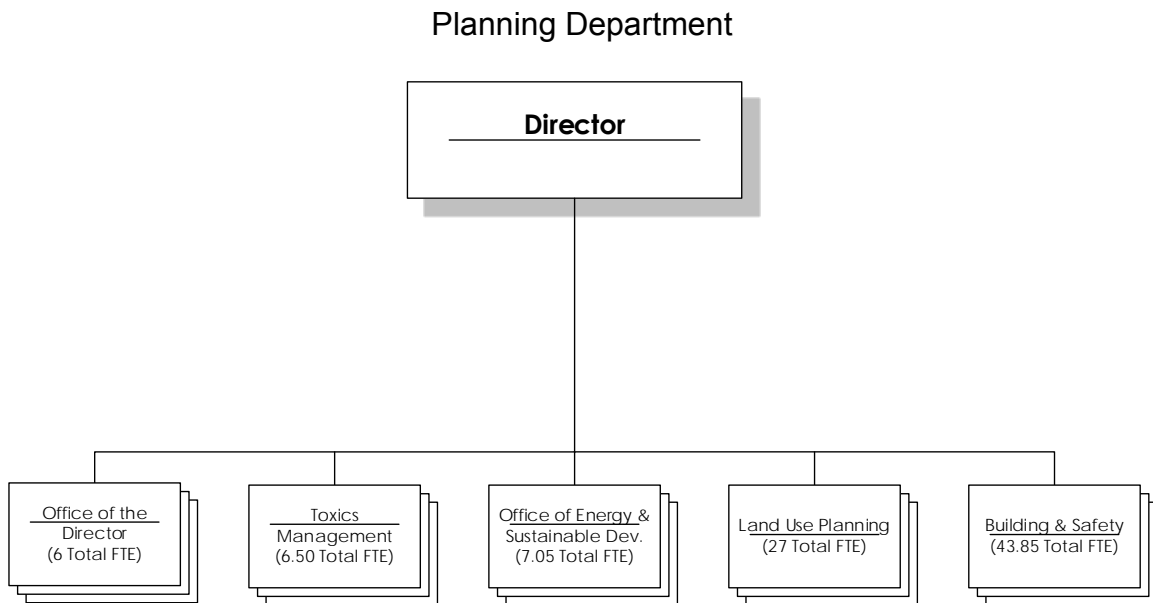 Planning Department
Director
Office of the
Director
(6 Total FTE)
Toxics
Management
(6.50 Total FTE)
Office of Energy &
Sustainable Dev.
(7.05 Total FTE)
Land Use Planning
(27 Total FTE)
Building & Safety
(43.85 Total FTE)